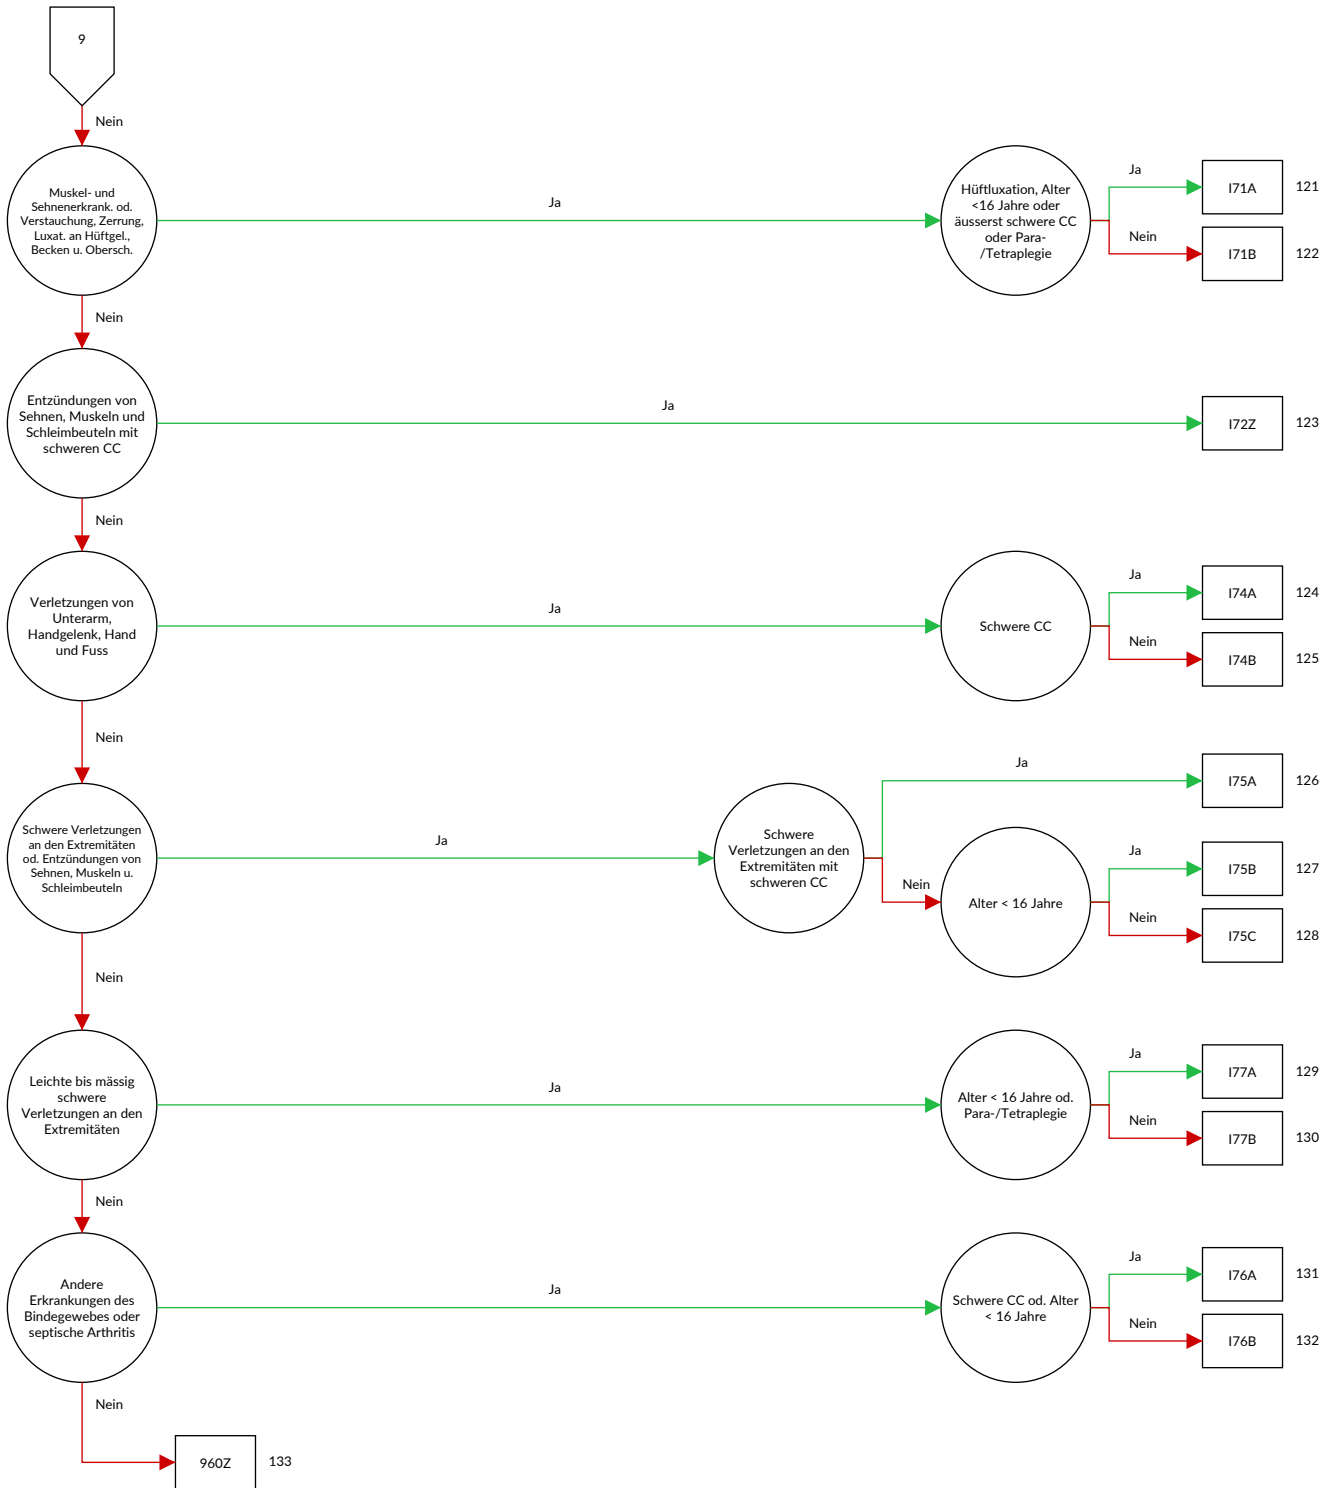 9
Nein
Muskel- und
Sehnenerkrank. od.
Verstauchung, Zerrung,
Luxat. an Hüftgel.,
Becken u. Obersch.
Ja
Hüftluxation, Alter
<16 Jahre oder
äusserst schwere CC
oder Para-
/Tetraplegie
Ja
I71A
121
Nein
I71B
122
Nein
Entzündungen von
Sehnen, Muskeln und
Schleimbeuteln mit
schweren CC
Ja
I72Z
123
Nein
Verletzungen von
Unterarm,
Handgelenk, Hand
und Fuss
Ja
Schwere CC
Ja
I74A
124
Nein
I74B
125
Nein
Schwere Verletzungen
an den Extremitäten
od. Entzündungen von
Sehnen, Muskeln u.
Schleimbeuteln
Ja
Schwere
Verletzungen an den
Extremitäten mit
schweren CC
Ja
I75A
126
Nein
Alter < 16 Jahre
Ja
I75B
127
Nein
I75C
128
Nein
Leichte bis mässig
schwere
Verletzungen an den
Extremitäten
Ja
Alter < 16 Jahre od.
Para-/Tetraplegie
Ja
I77A
129
Nein
I77B
130
Nein
Andere
Erkrankungen des
Bindegewebes oder
septische Arthritis
Ja
Schwere CC od. Alter
< 16 Jahre
Ja
I76A
131
Nein
I76B
132
Nein
960Z
133